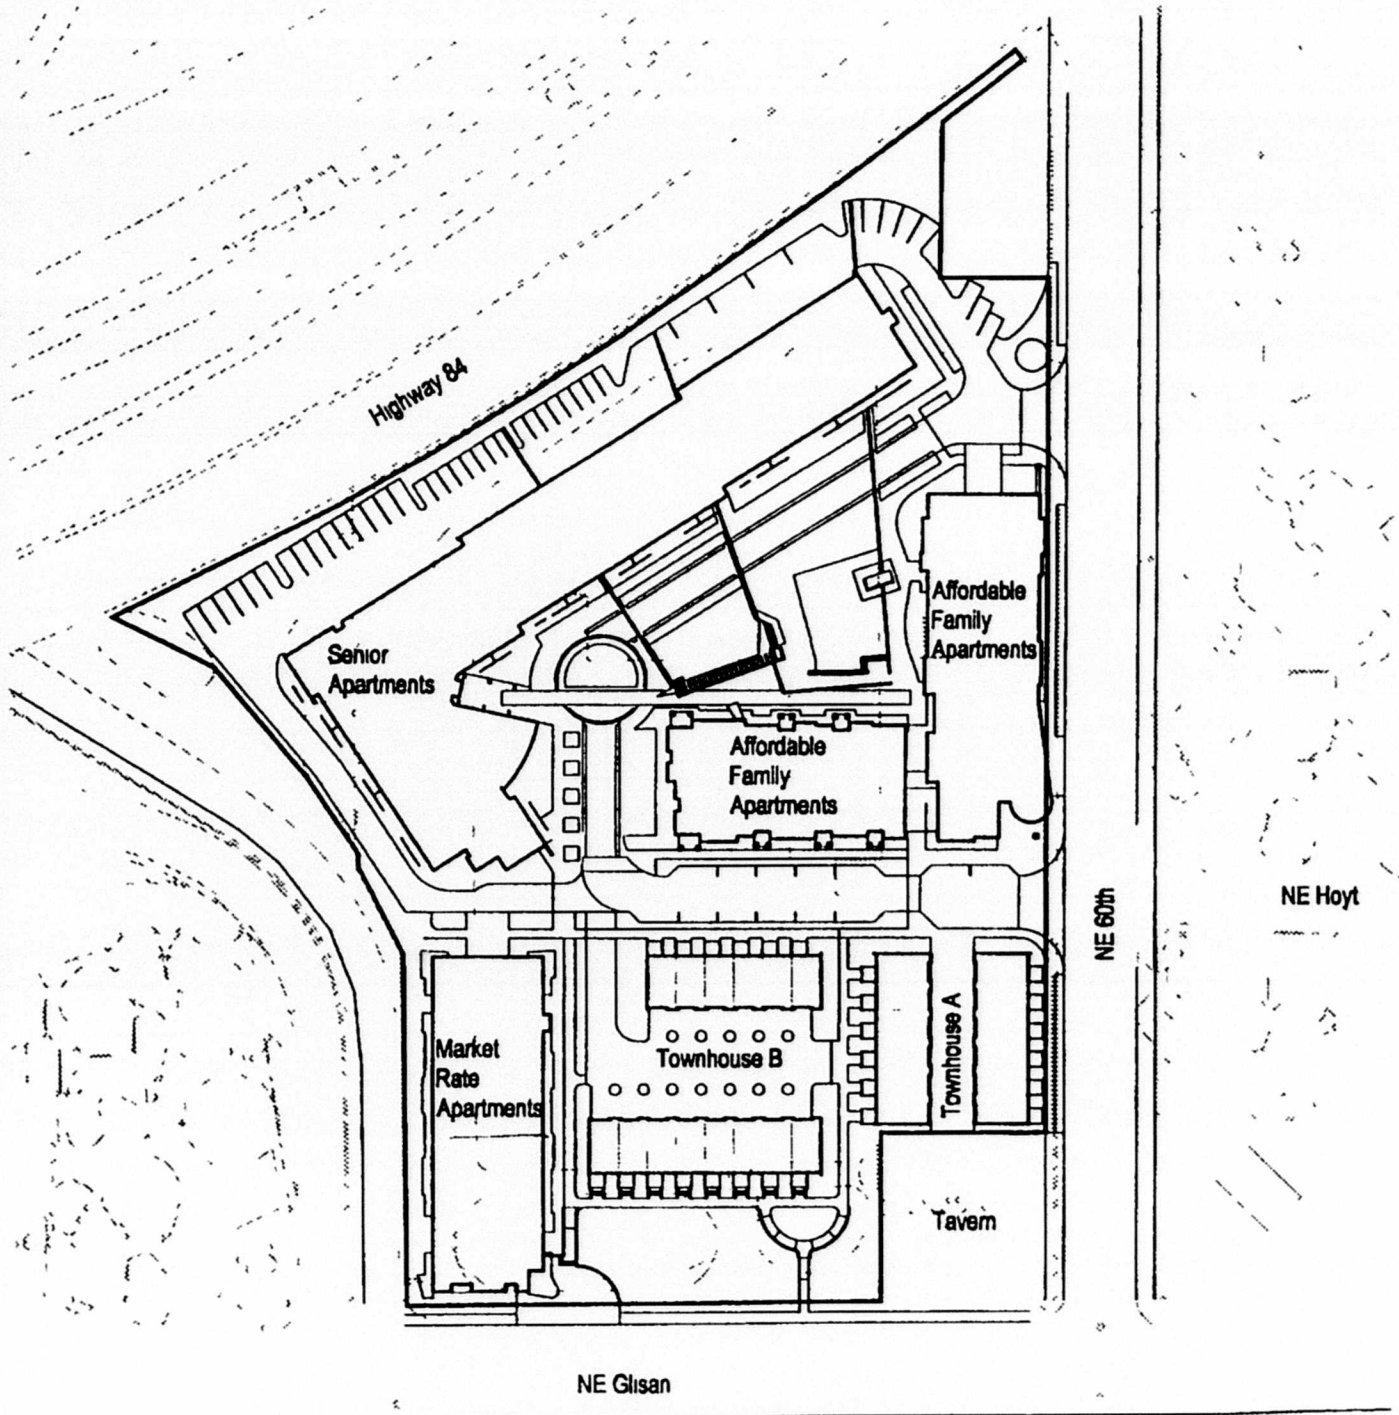 Highway 84
Affordable
Family
Apartments
Senior
Apartments
Affordable
Family
Apartments
NE Hoyt
NE 60th
Market
Rate
Apartments
Townhouse B
Townhouse A
Tavern
NE Glisan